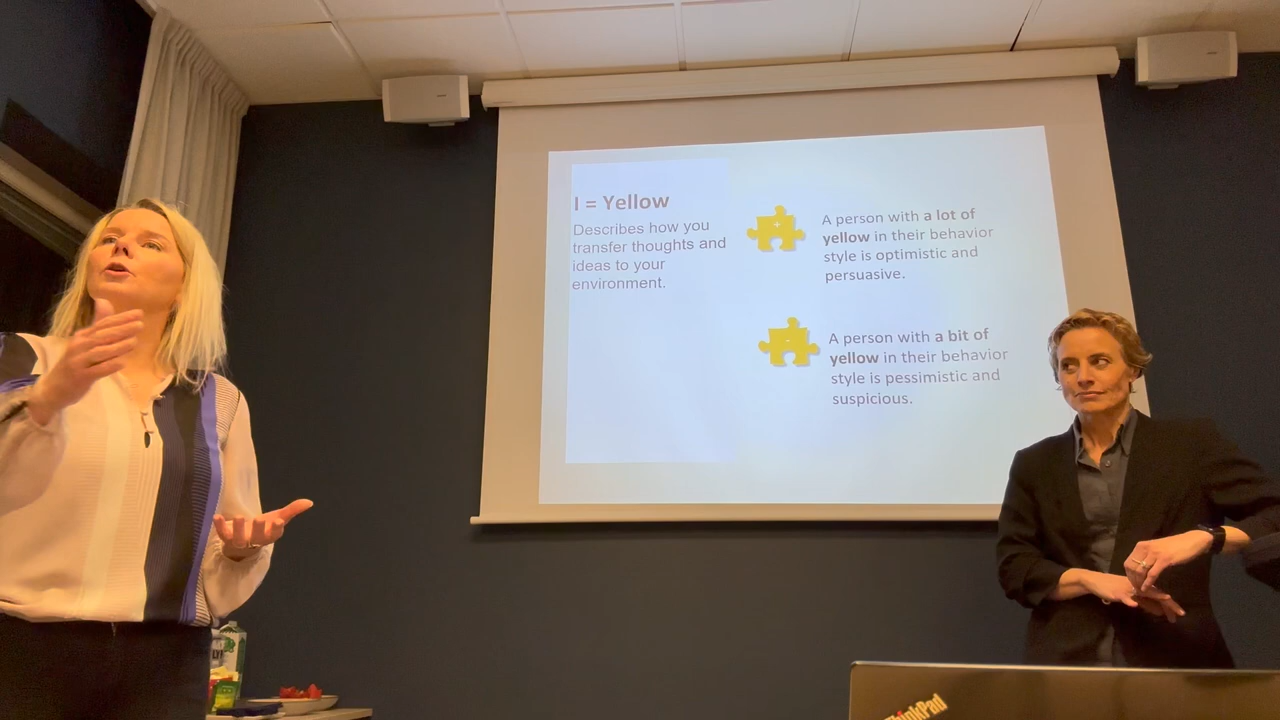 I = Yellow
Describes how you
transfer thoughts and
ideas to your
environment.
A person with a lot of
yellow in their behavior
style is optimistic and
persuasive.
A person with a bit of
yellow in their behavior
style is pessimistic and
suspicious.
ThinkPad